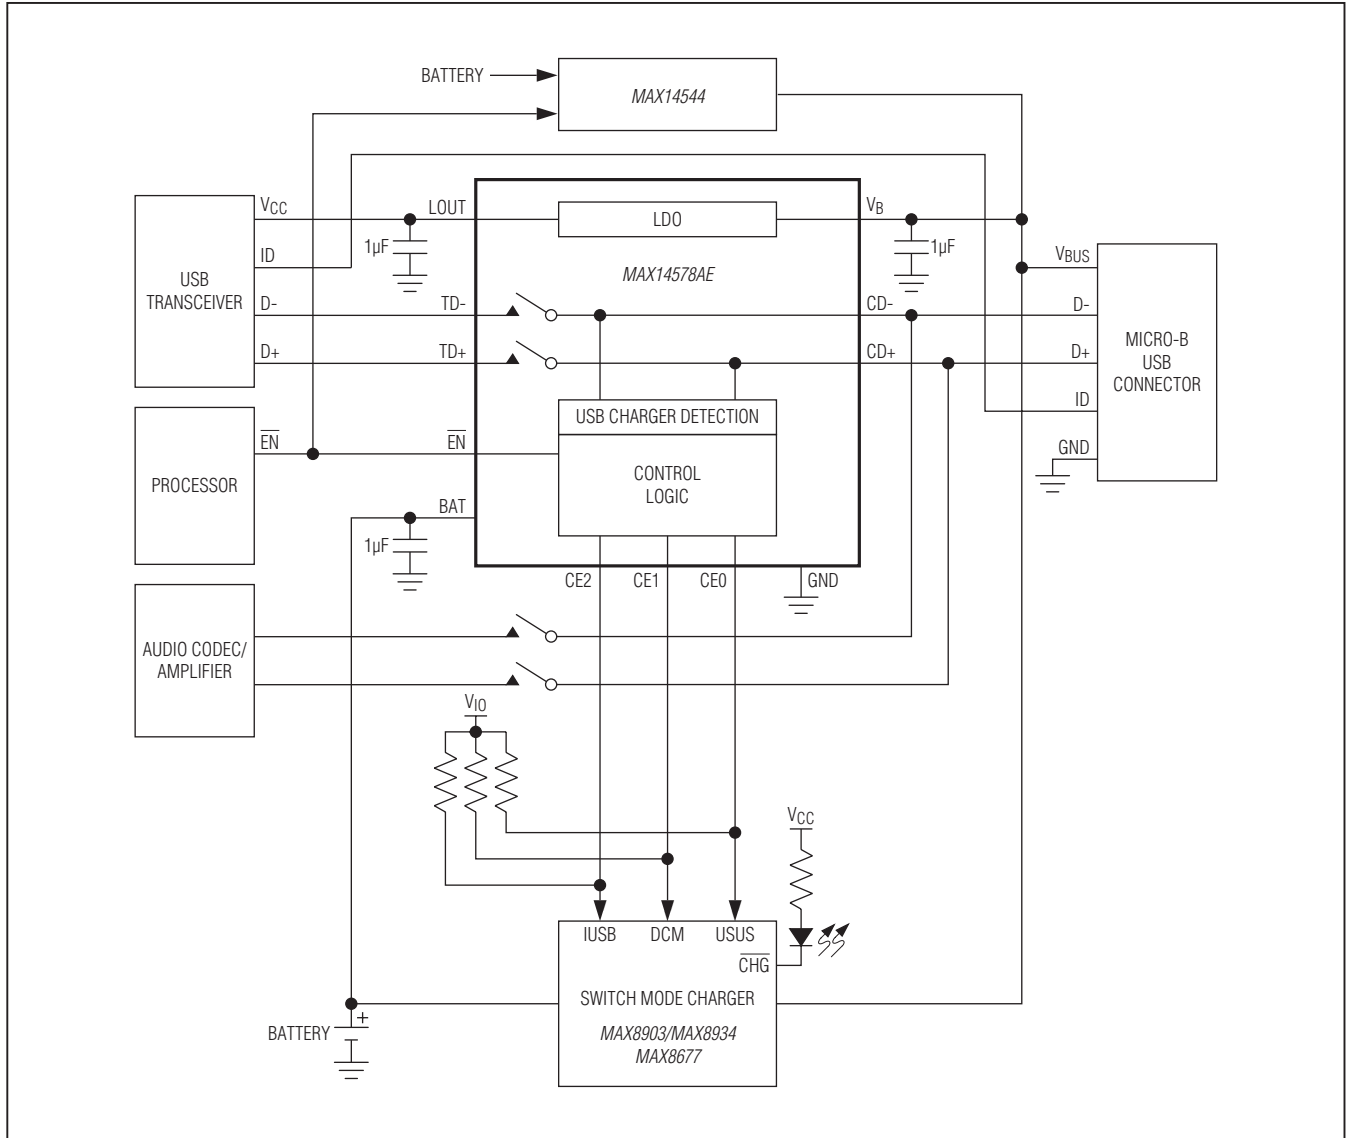 BATTERY
MAX14544
VCC
LOUT
LDO
VB
1µF
1µF
ID
MAX14578AE
VBUS
USB
TRANSCEIVER
D-
TD-
CD-
D-
D+
TD+
CD+
D+
MICRO-B
USB
CONNECTOR
ID
USB CHARGER DETECTION
EN
EN
GND
CONTROL
LOGIC
PROCESSOR
BAT
1µF
CE2
CE1
CE0
GND
AUDIO CODEC/
AMPLIFIER
VIO
VCC
IUSB
DCM
USUS
CHG
SWITCH MODE CHARGER
MAX8903/MAX8934
MAX8677
BATTERY
+